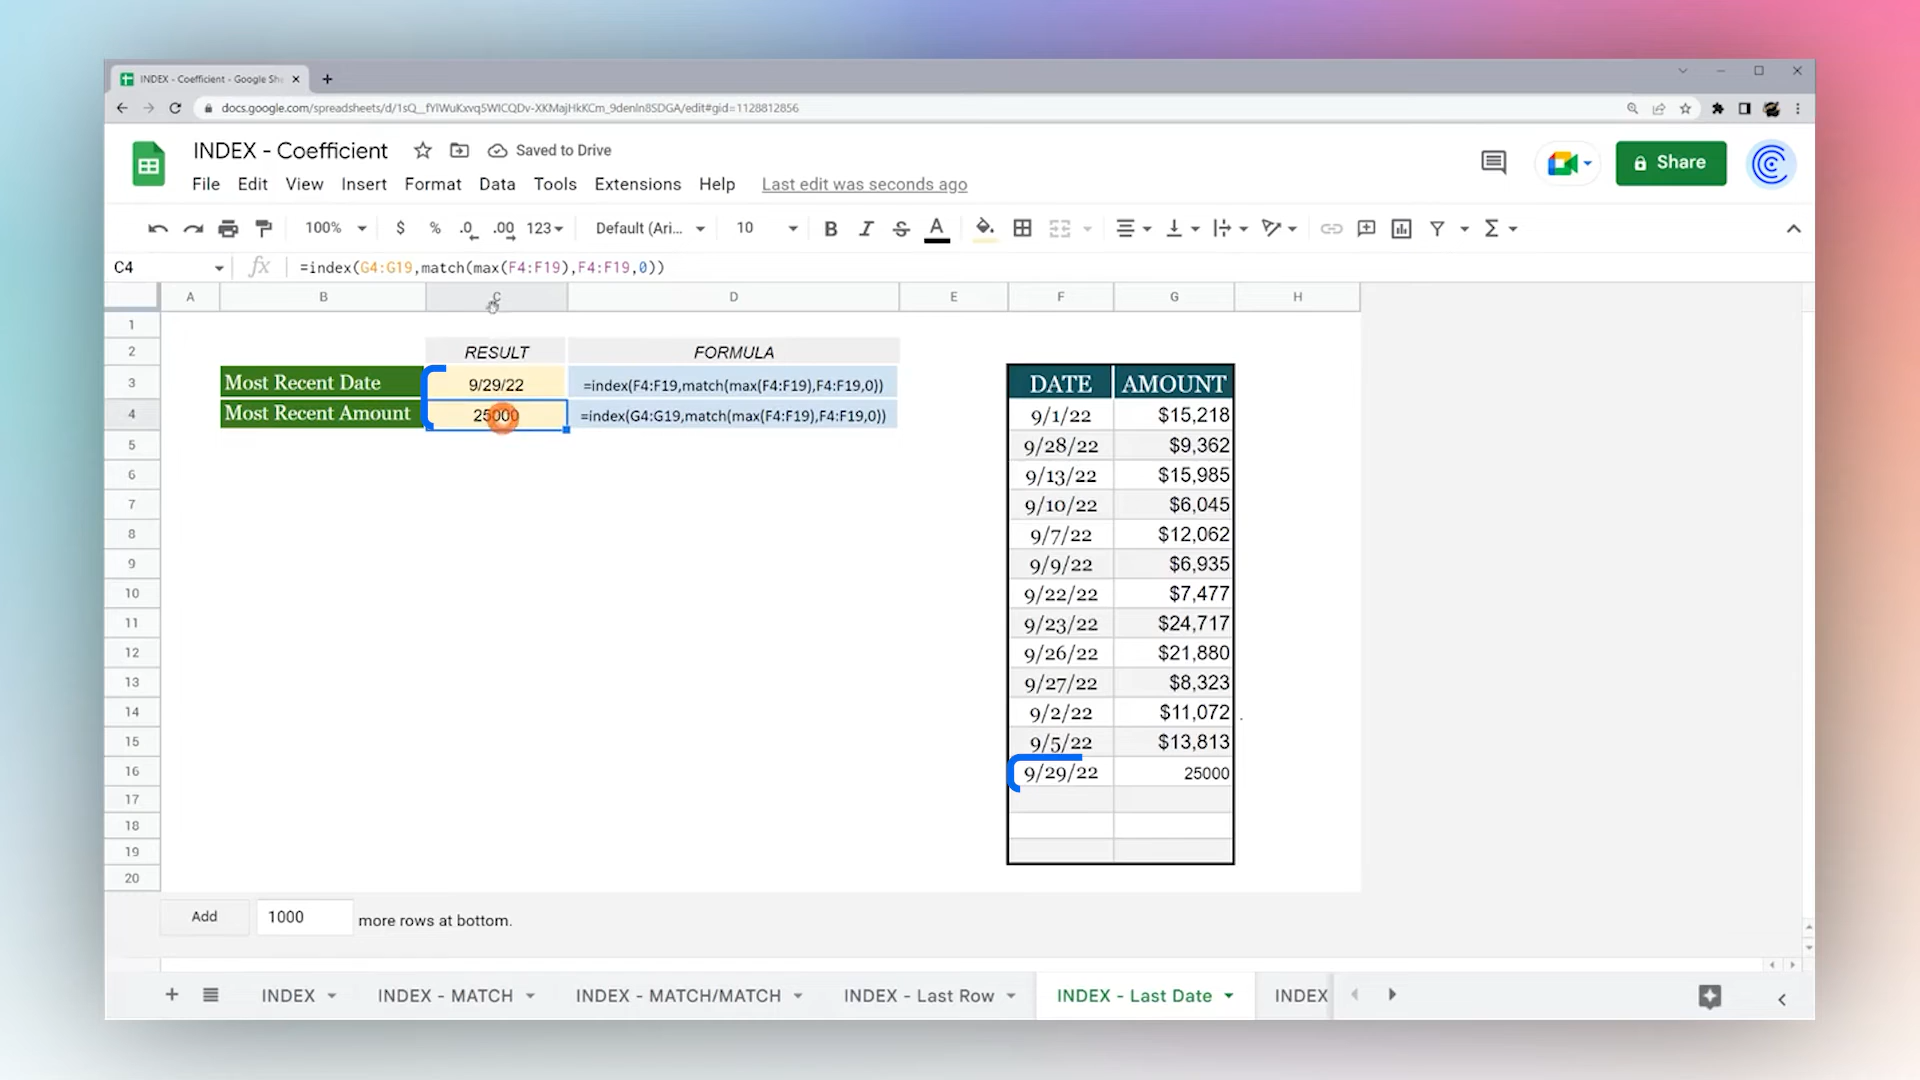 INDEX - Coefficient - Google She
docs.google.com/spreadsheets/d/1sQ__fYlWuKxvq5WICQDv-XKMajHkKCm_9denln8SDGA/edit#gid=1128812856
INDEX - Coefficient Saved to Drive
File Edit View Insert Format Data Tools Extensions Help Last edit was seconds ago
Share
100% $ % .0 .00 123 Default (Ari... 10 B I S A
C4 fx =index(G4:G19,match(max(F4:F19),F4:F19,0))
A B C D E F G H
1
2 RESULT FORMULA
3 Most Recent Date 9/29/22 =index(F4:F19,match(max(F4:F19),F4:F19,0)) DATE AMOUNT
4 Most Recent Amount 25000 =index(G4:G19,match(max(F4:F19),F4:F19,0)) 9/1/22 $15,218
5 9/28/22 $9,362
6 9/13/22 $15,985
7 9/10/22 $6,045
8 9/7/22 $12,062
9 9/9/22 $6,935
10 9/22/22 $7,477
11 9/23/22 $24,717
12 9/26/22 $21,880
13 9/27/22 $8,323
14 9/2/22 $11,072
15 9/5/22 $13,813
16 9/29/22 25000
17
18
19
20
Add 1000 more rows at bottom.
INDEX INDEX - MATCH INDEX - MATCH/MATCH INDEX - Last Row INDEX - Last Date INDEX